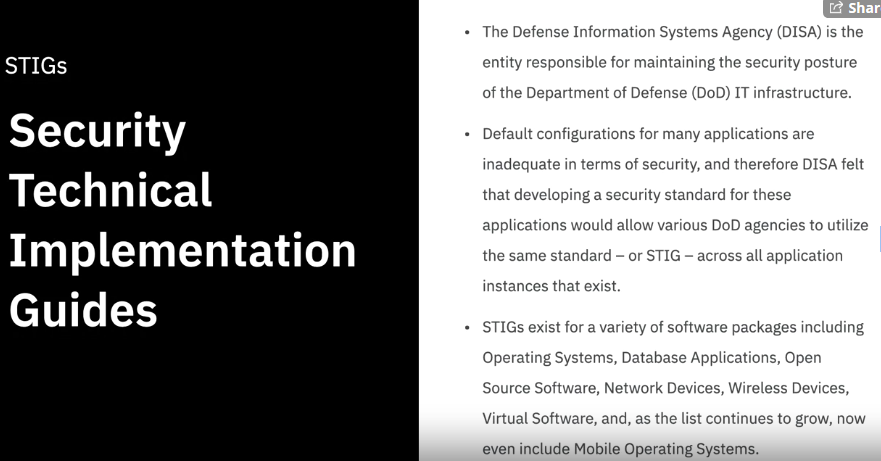 Shar
STIGs
Security
Technical
Implementation
Guides
• The Defense Information Systems Agency (DISA) is the
entity responsible for maintaining the security posture
of the Department of Defense (DoD) IT infrastructure.
• Default configurations for many applications are
inadequate in terms of security, and therefore DISA felt
that developing a security standard for these
applications would allow various DoD agencies to utilize
the same standard – or STIG – across all application
instances that exist.
• STIGs exist for a variety of software packages including
Operating Systems, Database Applications, Open
Source Software, Network Devices, Wireless Devices,
Virtual Software, and, as the list continues to grow, now
even include Mobile Operating Systems.